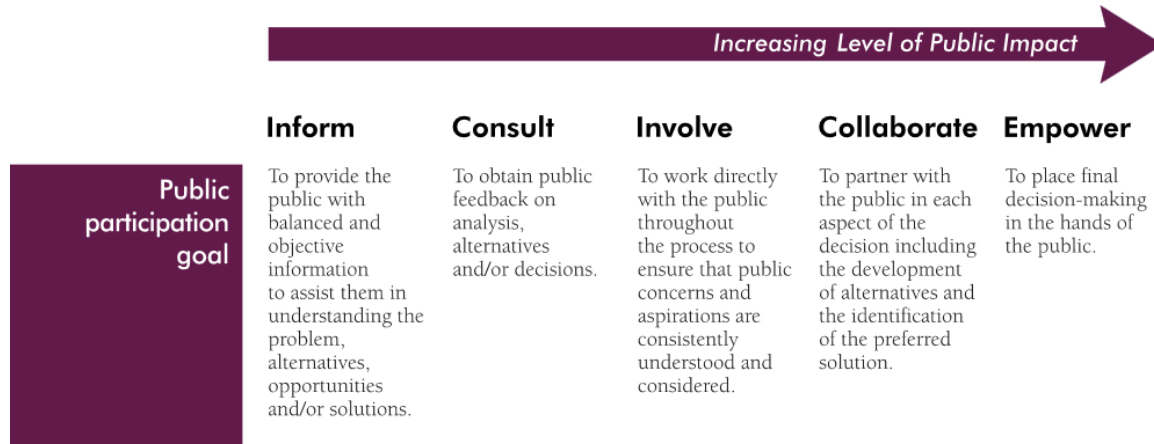 Increasing Level of Public Impact
Inform
Consult
Involve
Collaborate
Empower
Public
participation
goal
To provide the
public with
balanced and
objective
information
to assist them in
understanding the
problem,
alternatives,
opportunities
and/or solutions.
To obtain public
feedback on
analysis,
alternatives
and/or decisions.
To work directly
with the public
throughout
the process to
ensure that public
concerns and
aspirations are
consistently
understood and
considered.
To partner with
the public in each
aspect of the
decision including
the development
of alternatives and
the identification
of the preferred
solution.
To place final
decision-making
in the hands of
the public.